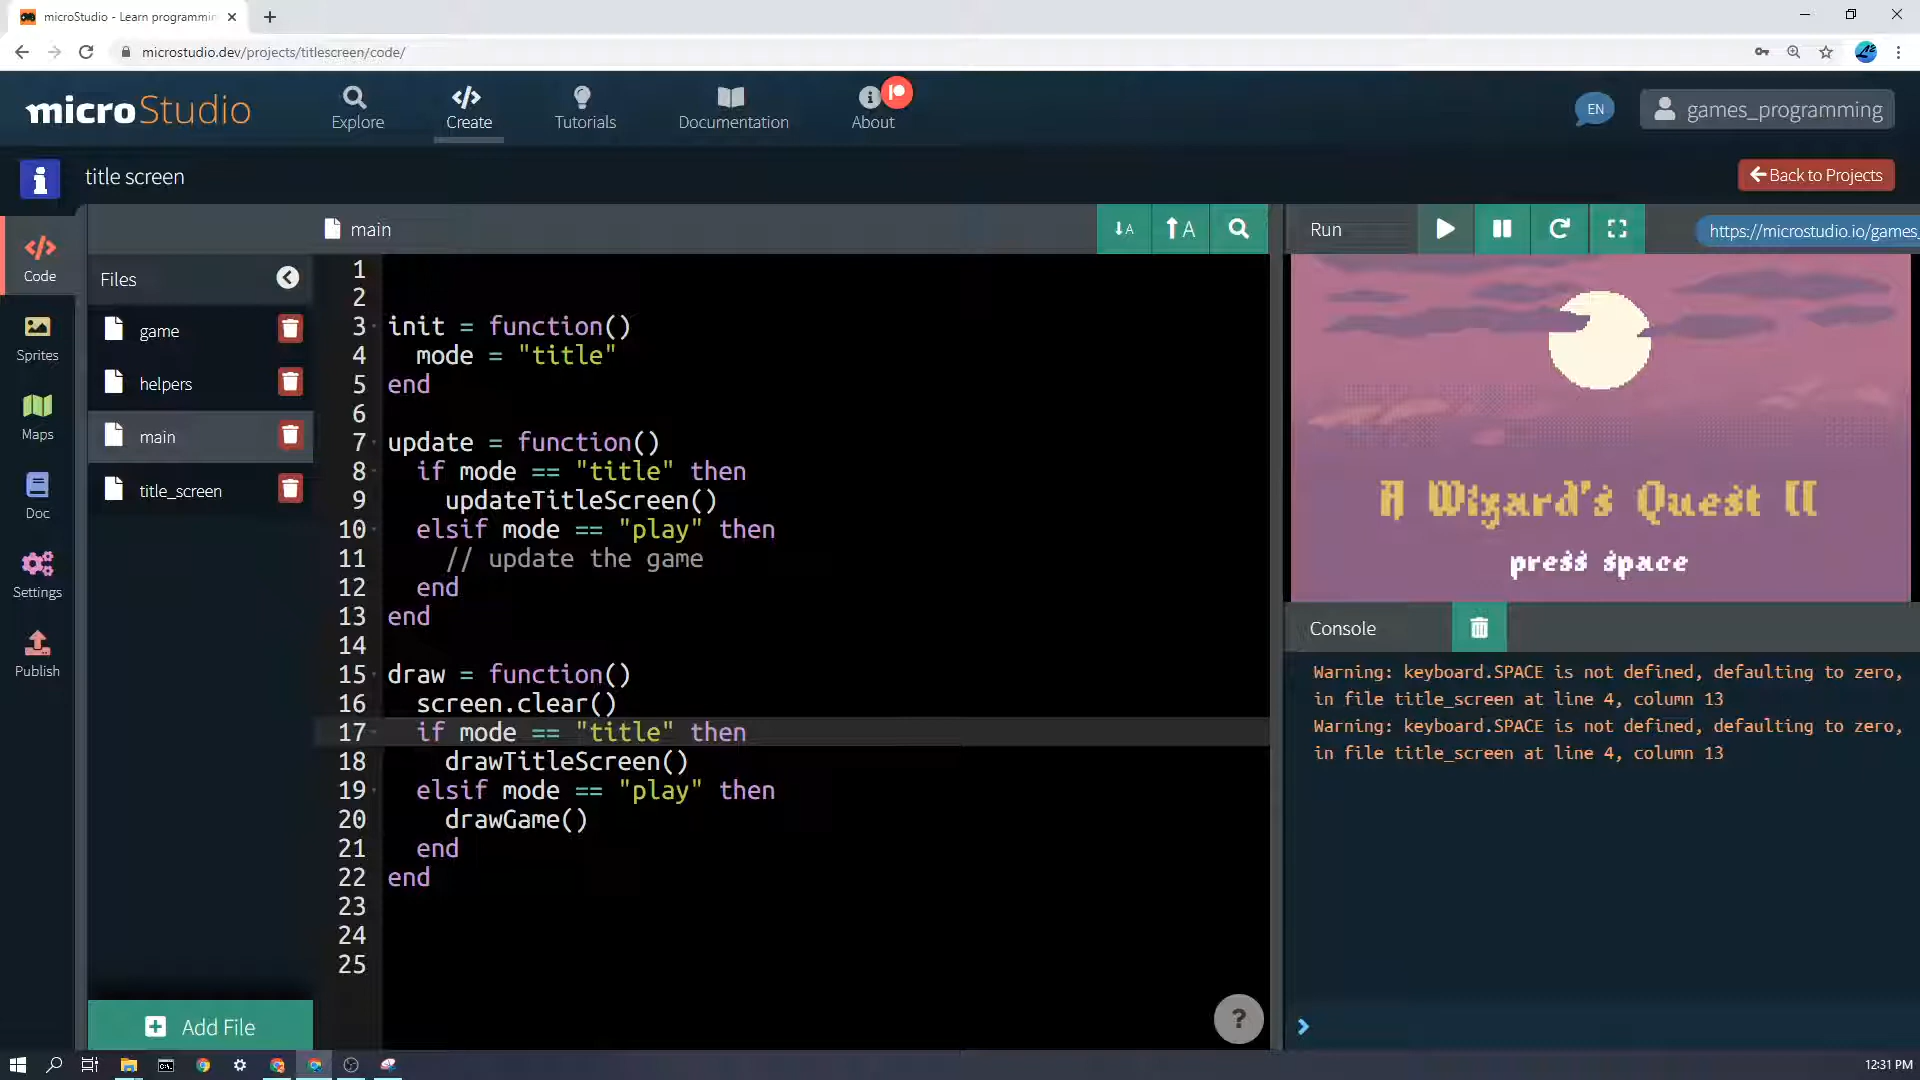 microStudio - Learn programmin
microstudio.dev/projects/titlescreen/code/
microStudio
Explore
Create
Tutorials
Documentation
About
EN
games_programming
title screen
Back to Projects
Code
Sprites
Maps
Doc
Settings
Publish
Files
game
helpers
main
title_screen
Add File
main
↓A
↑A
1
2
3 init = function()
4 mode = "title"
5 end
6
7 update = function()
8 if mode == "title" then
9 updateTitleScreen()
10 elsif mode == "play" then
11 // update the game
12 end
13 end
14
15 draw = function()
16 screen.clear()
17 if mode == "title" then
18 drawTitleScreen()
19 elsif mode == "play" then
20 drawGame()
21 end
22 end
23
24
25
?
Run
https://microstudio.io/games_
A Wizard's Quest II
press space
Console
Warning: keyboard.SPACE is not defined, defaulting to zero,
in file title_screen at line 4, column 13
Warning: keyboard.SPACE is not defined, defaulting to zero,
in file title_screen at line 4, column 13
12:31 PM